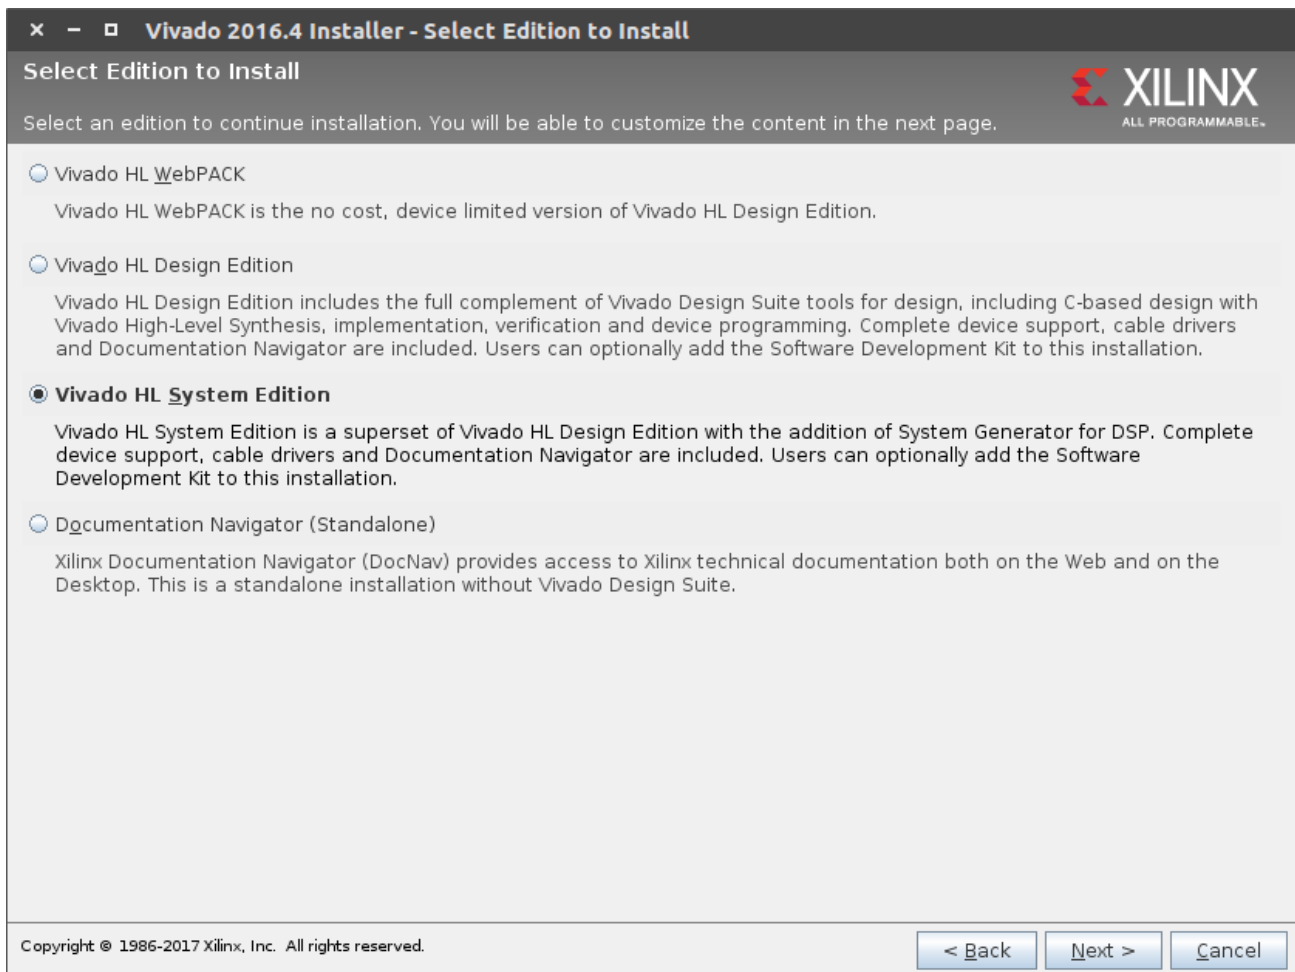 Vivado 2016.4 Installer - Select Edition to Install
Select Edition to Install
XILINX
ALL PROGRAMMABLE™
Select an edition to continue installation. You will be able to customize the content in the next page.
Vivado HL WebPACK
Vivado HL WebPACK is the no cost, device limited version of Vivado HL Design Edition.
Vivado HL Design Edition
Vivado HL Design Edition includes the full complement of Vivado Design Suite tools for design, including C-based design with
Vivado High-Level Synthesis, implementation, verification and device programming. Complete device support, cable drivers
and Documentation Navigator are included. Users can optionally add the Software Development Kit to this installation.
Vivado HL System Edition
Vivado HL System Edition is a superset of Vivado HL Design Edition with the addition of System Generator for DSP. Complete
device support, cable drivers and Documentation Navigator are included. Users can optionally add the Software
Development Kit to this installation.
Documentation Navigator (Standalone)
Xilinx Documentation Navigator (DocNav) provides access to Xilinx technical documentation both on the Web and on the
Desktop. This is a standalone installation without Vivado Design Suite.
Copyright © 1986-2017 Xilinx, Inc. All rights reserved.
< Back
Next >
Cancel